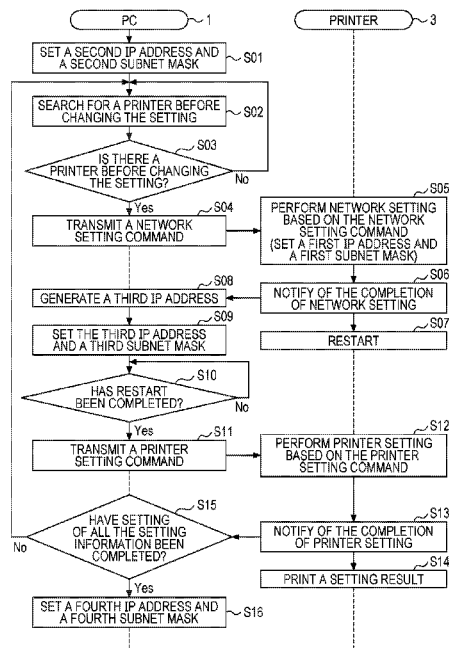 PC
1
PRINTER
3
SET A SECOND IP ADDRESS AND
A SECOND SUBNET MASK
S01
SEARCH FOR A PRINTER BEFORE
CHANGING THE SETTING
S02
S03
IS THERE A
PRINTER BEFORE CHANGING
THE SETTING?
No
Yes
S04
TRANSMIT A NETWORK
SETTING COMMAND
S05
PERFORM NETWORK SETTING
BASED ON THE NETWORK
SETTING COMMAND
(SET A FIRST IP ADDRESS AND
A FIRST SUBNET MASK)
S06
NOTIFY OF THE COMPLETION
OF NETWORK SETTING
S07
RESTART
S08
GENERATE A THIRD IP ADDRESS
S09
SET THE THIRD IP ADDRESS
AND A THIRD SUBNET MASK
S10
HAS RESTART
BEEN COMPLETED?
No
Yes
S11
TRANSMIT A PRINTER
SETTING COMMAND
S12
PERFORM PRINTER SETTING
BASED ON THE PRINTER
SETTING COMMAND
S13
NOTIFY OF THE COMPLETION
OF PRINTER SETTING
S14
PRINT A SETTING RESULT
S15
HAVE SETTING
OF ALL THE SETTING
INFORMATION BEEN
COMPLETED?
No
Yes
SET A FOURTH IP ADDRESS AND
A FOURTH SUBNET MASK
S16